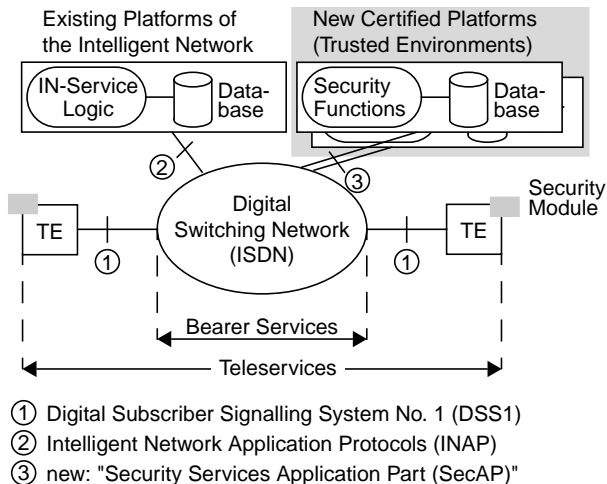 Existing Platforms of
the Intelligent Network
New Certified Platforms
(Trusted Environments)
IN-Service
Logic
Data-
base
Security
Functions
Data-
base
2
3
Digital
Switching Network
(ISDN)
Security
Module
TE
TE
1
1
Bearer Services
Teleservices
1 Digital Subscriber Signalling System No. 1 (DSS1)
2 Intelligent Network Application Protocols (INAP)
3 new: "Security Services Application Part (SecAP)"